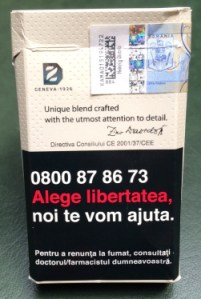 GENEVA·1926
ROMANIA
Unique blend crafted
with the utmost attention to detail.
Directiva Consiliului CE 2001/37/CEE
0800 87 86 73
Alege libertatea,
noi te vom ajuta.
Pentru a renunța la fumat, consultați
doctorul/farmacistul dumneavoastră.